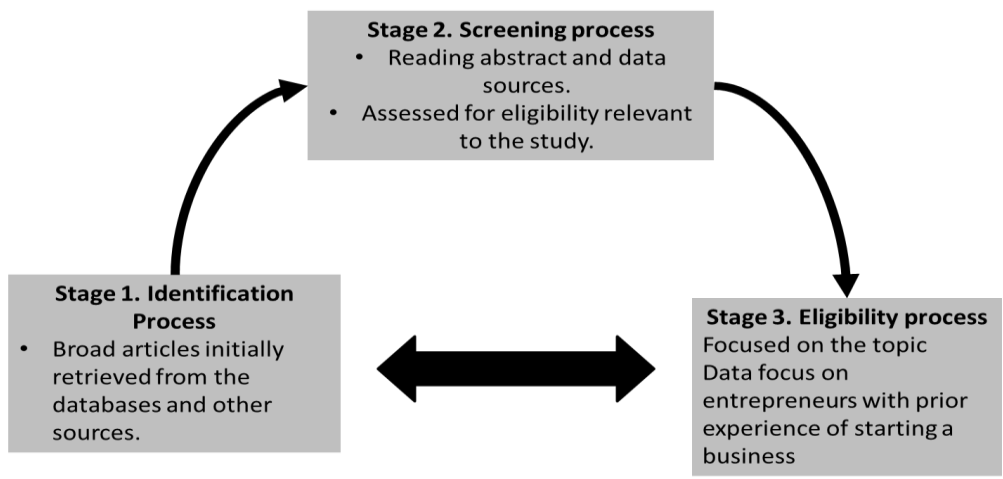 Stage 2. Screening process
• Reading abstract and data
sources.
• Assessed for eligibility relevant
to the study.
Stage 1. Identification
Process
• Broad articles initially
retrieved from the
databases and other
sources.
Stage 3. Eligibility process
Focused on the topic
Data focus on
entrepreneurs with prior
experience of starting a
business